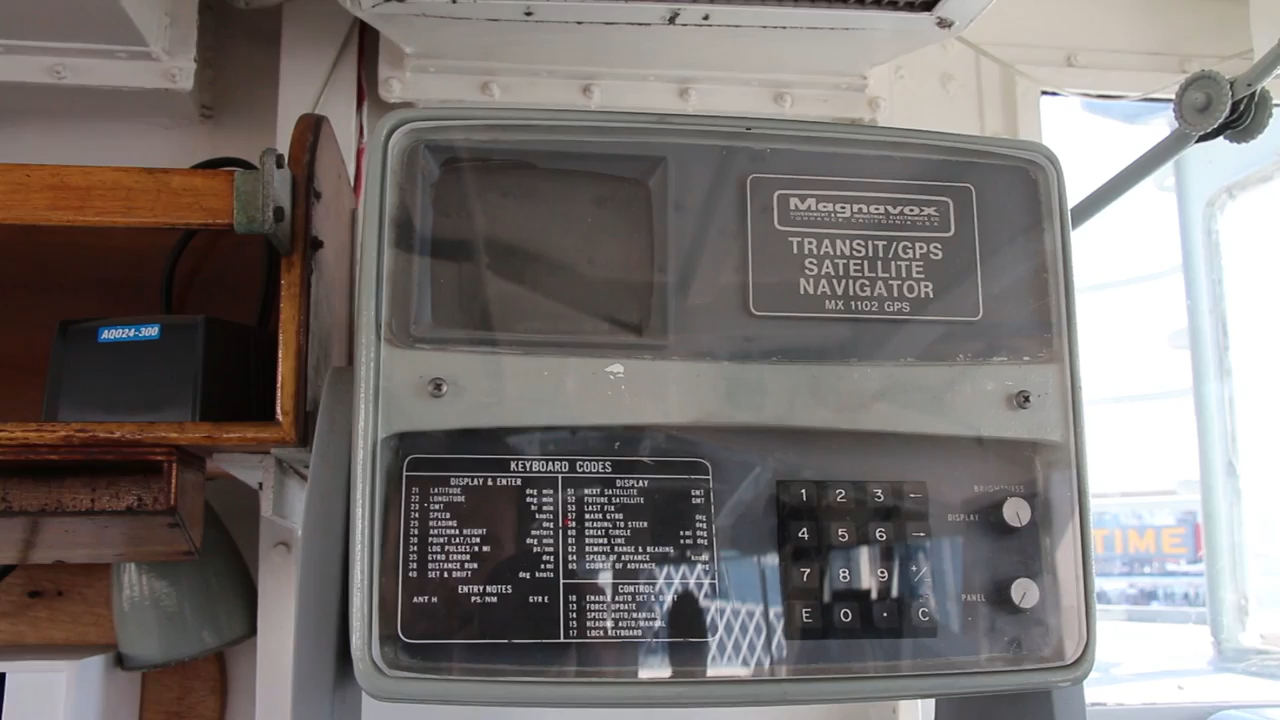 AQ024-300
Magnavox
GOVERNMENT & INDUSTRIAL ELECTRONICS CO.
TORRANCE, CALIFORNIA U.S.A.
TRANSIT/GPS
SATELLITE
NAVIGATOR
MX 1102 GPS
KEYBOARD CODES
DISPLAY & ENTER
21 LATITUDE deg min
22 LONGITUDE deg min
23 * GMT hr min
24 SPEED knots
25 HEADING deg
26 ANTENNA HEIGHT meters
30 POINT LAT/LON deg min
34 LOG PULSES/N MI ps/nm
35 GYRO ERROR deg
38 DISTANCE RUN n mi
40 SET & DRIFT deg knots
ENTRY NOTES
ANT H PS/NM GYR E
DISPLAY
51 NEXT SATELLITE GMT
52 FUTURE SATELLITE GMT
53 LAST FIX
57 MARK GYRO deg
58 HEADING TO STEER deg
60 GREAT CIRCLE n mi deg
61 RHUMB LINE n mi deg
62 REMOVE RANGE & BEARING
64 SPEED OF ADVANCE knots
65 COURSE OF ADVANCE deg
CONTROL
10 ENABLE AUTO SET & DRIFT
13 FORCE UPDATE
14 SPEED AUTO/MANUAL
15 HEADING AUTO/MANUAL
17 LOCK KEYBOARD
1 2 3 ←
4 5 6 →
7 8 9 +/-
E 0 · C
BRIGHTNESS
DISPLAY
PANEL
TIME